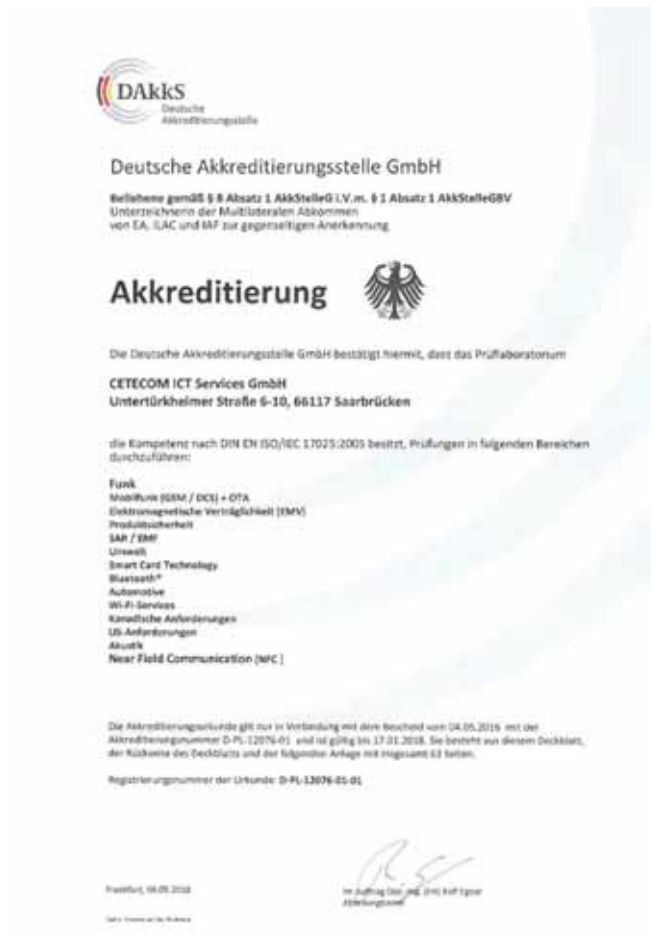 DAkkS
Deutsche
Akkreditierungsstelle
Deutsche Akkreditierungsstelle GmbH
Beliehene gemäß § 8 Absatz 1 AkkStelleG i.V.m. § 1 Absatz 1 AkkStelleGBV
Unterzeichnerin der Multilateralen Abkommen
von EA, ILAC und IAF zur gegenseitigen Anerkennung
Akkreditierung
Die Deutsche Akkreditierungsstelle GmbH bestätigt hiermit, dass das Prüflaboratorium
CETECOM ICT Services GmbH
Untertürkheimer Straße 6-10, 66117 Saarbrücken
die Kompetenz nach DIN EN ISO/IEC 17025:2005 besitzt, Prüfungen in folgenden Bereichen
durchzuführen:
Funk
Mobilfunk (GSM / DCS) + OTA
Elektromagnetische Verträglichkeit (EMV)
Produktsicherheit
SAR / EMF
Umwelt
Smart Card Technology
Bluetooth®
Automotive
Wi-Fi-Services
Kanadische Anforderungen
US-Anforderungen
Akustik
Near Field Communication (NFC )
Die Akkreditierungsurkunde gilt nur in Verbindung mit dem Bescheid vom 04.05.2016 mit der
Akkreditierungsnummer D-PL-12076-01 und ist gültig bis 17.01.2018. Sie besteht aus diesem Deckblatt,
der Rückseite des Deckblatts und der folgenden Anlage mit insgesamt 63 Seiten.
Registrierungsnummer der Urkunde: D-PL-12076-01-01
Frankfurt, 2016
Im Auftrag Dipl.-Ing. (FH) Ralf Egner
Abteilungsleiter